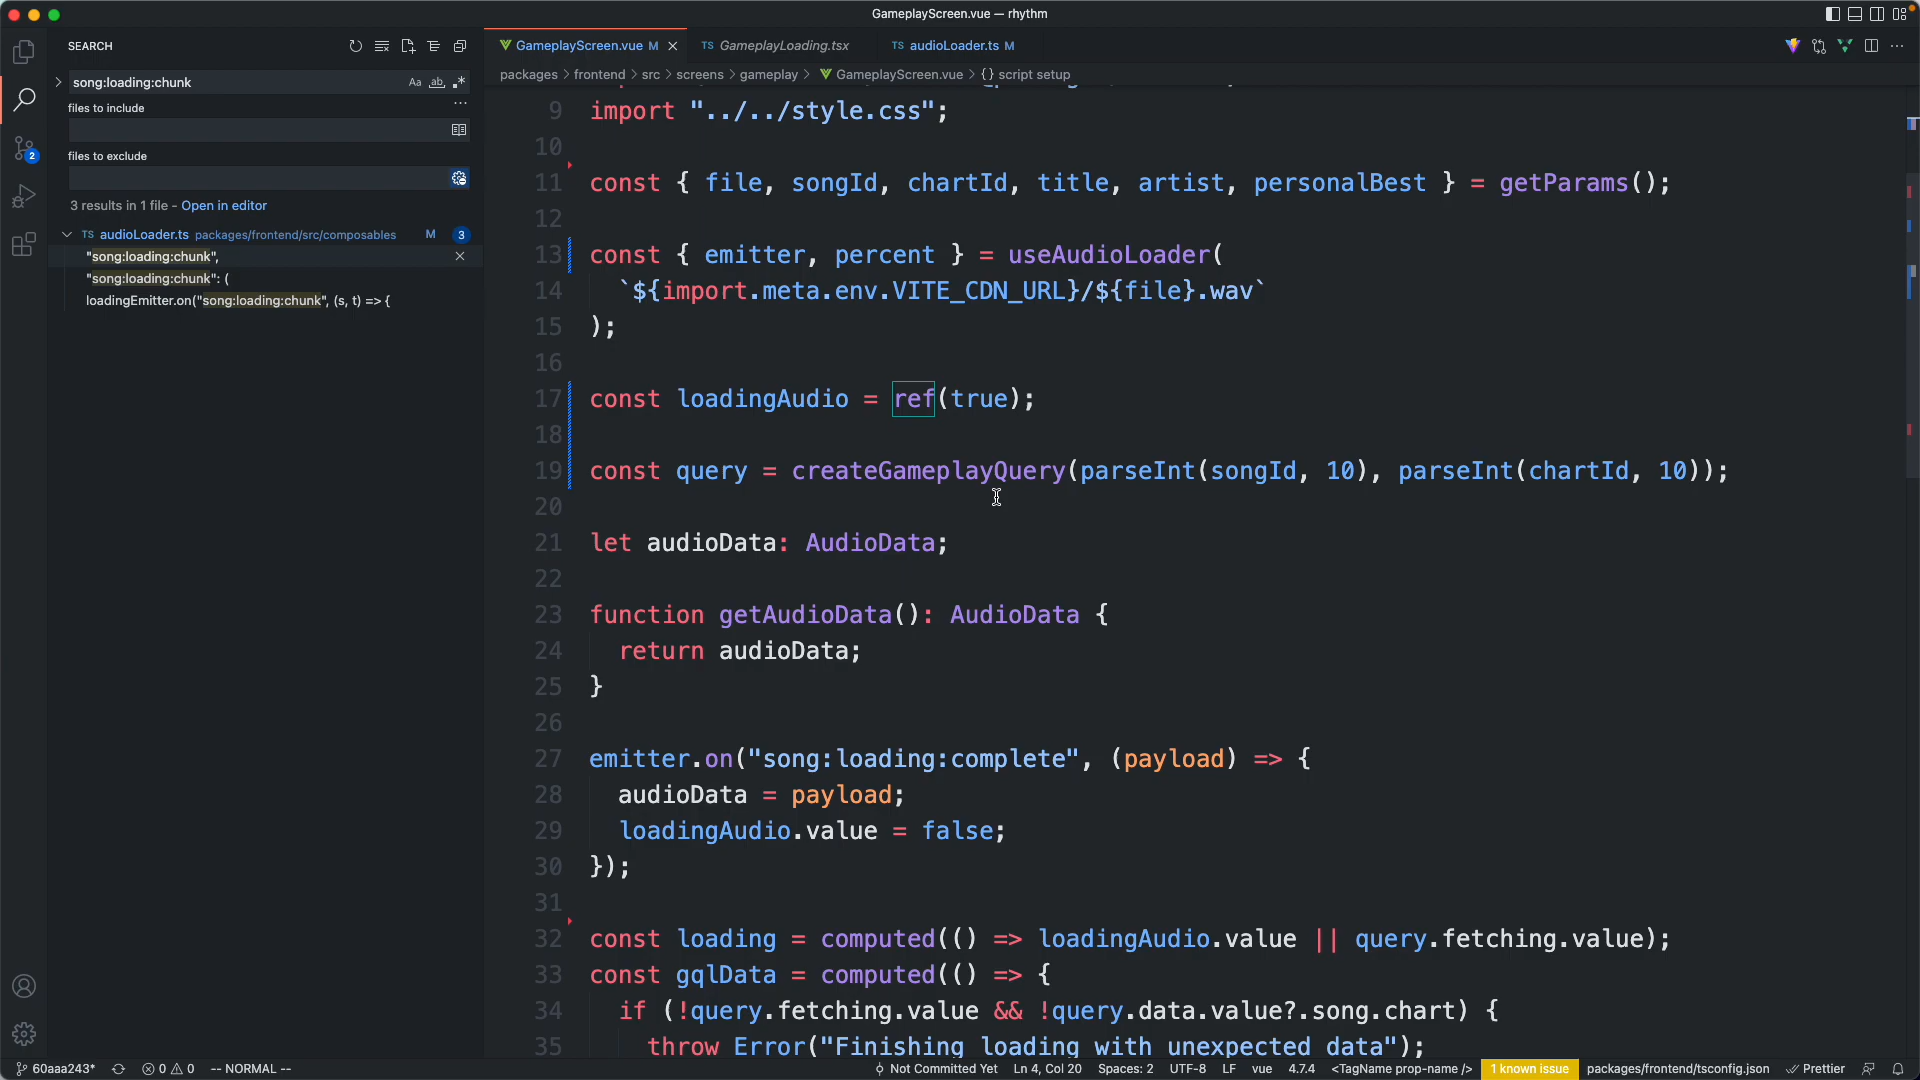 GameplayScreen.vue — rhythm
SEARCH
song:loading:chunk
Aa
ab
files to include
files to exclude
3 results in 1 file - Open in editor
TS audioLoader.ts packages/frontend/src/composables M 3
"song:loading:chunk",
"song:loading:chunk": (
loadingEmitter.on("song:loading:chunk", (s, t) => {
2
GameplayScreen.vue M
TS GameplayLoading.tsx
TS audioLoader.ts M
packages > frontend > src > screens > gameplay > GameplayScreen.vue > {} script setup
9 import "../../style.css";
10
11 const { file, songId, chartId, title, artist, personalBest } = getParams();
12
13 const { emitter, percent } = useAudioLoader(
14 `${import.meta.env.VITE_CDN_URL}/${file}.wav`
15 );
16
17 const loadingAudio = ref(true);
18
19 const query = createGameplayQuery(parseInt(songId, 10), parseInt(chartId, 10));
20
21 let audioData: AudioData;
22
23 function getAudioData(): AudioData {
24 return audioData;
25 }
26
27 emitter.on("song:loading:complete", (payload) => {
28 audioData = payload;
29 loadingAudio.value = false;
30 });
31
32 const loading = computed(() => loadingAudio.value || query.fetching.value);
33 const gqlData = computed(() => {
34 if (!query.fetching.value && !query.data.value?.song.chart) {
35 throw Error("Finishing loading with unexpected data");
60aaa243* 0 0 -- NORMAL -- Not Committed Yet Ln 4, Col 20 Spaces: 2 UTF-8 LF vue 4.7.4 <TagName prop-name /> 1 known issue packages/frontend/tsconfig.json Prettier